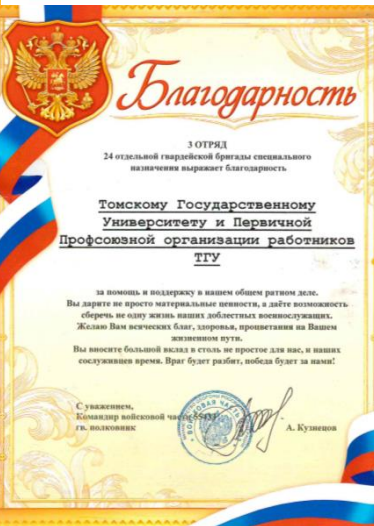 Благодарность
3 ОТРЯД
24 отдельной гвардейской бригады специального
назначения выражает благодарность
Томскому Государственному
Университету и Первичной
Профсоюзной организации работников
ТГУ
за помощь и поддержку в нашем общем ратном деле.
Вы дарите не просто материальные ценности, а даёте возможность
сберечь не одну жизнь наших доблестных военнослужащих.
Желаю Вам всяческих благ, здоровья, процветания на Вашем
жизненном пути.
Вы вносите большой вклад в столь не простое для нас, и наших
сослуживцев время. Враг будет разбит, победа будет за нами!
С уважением,
Командир войсковой части
гв. полковник
А. Кузнецов